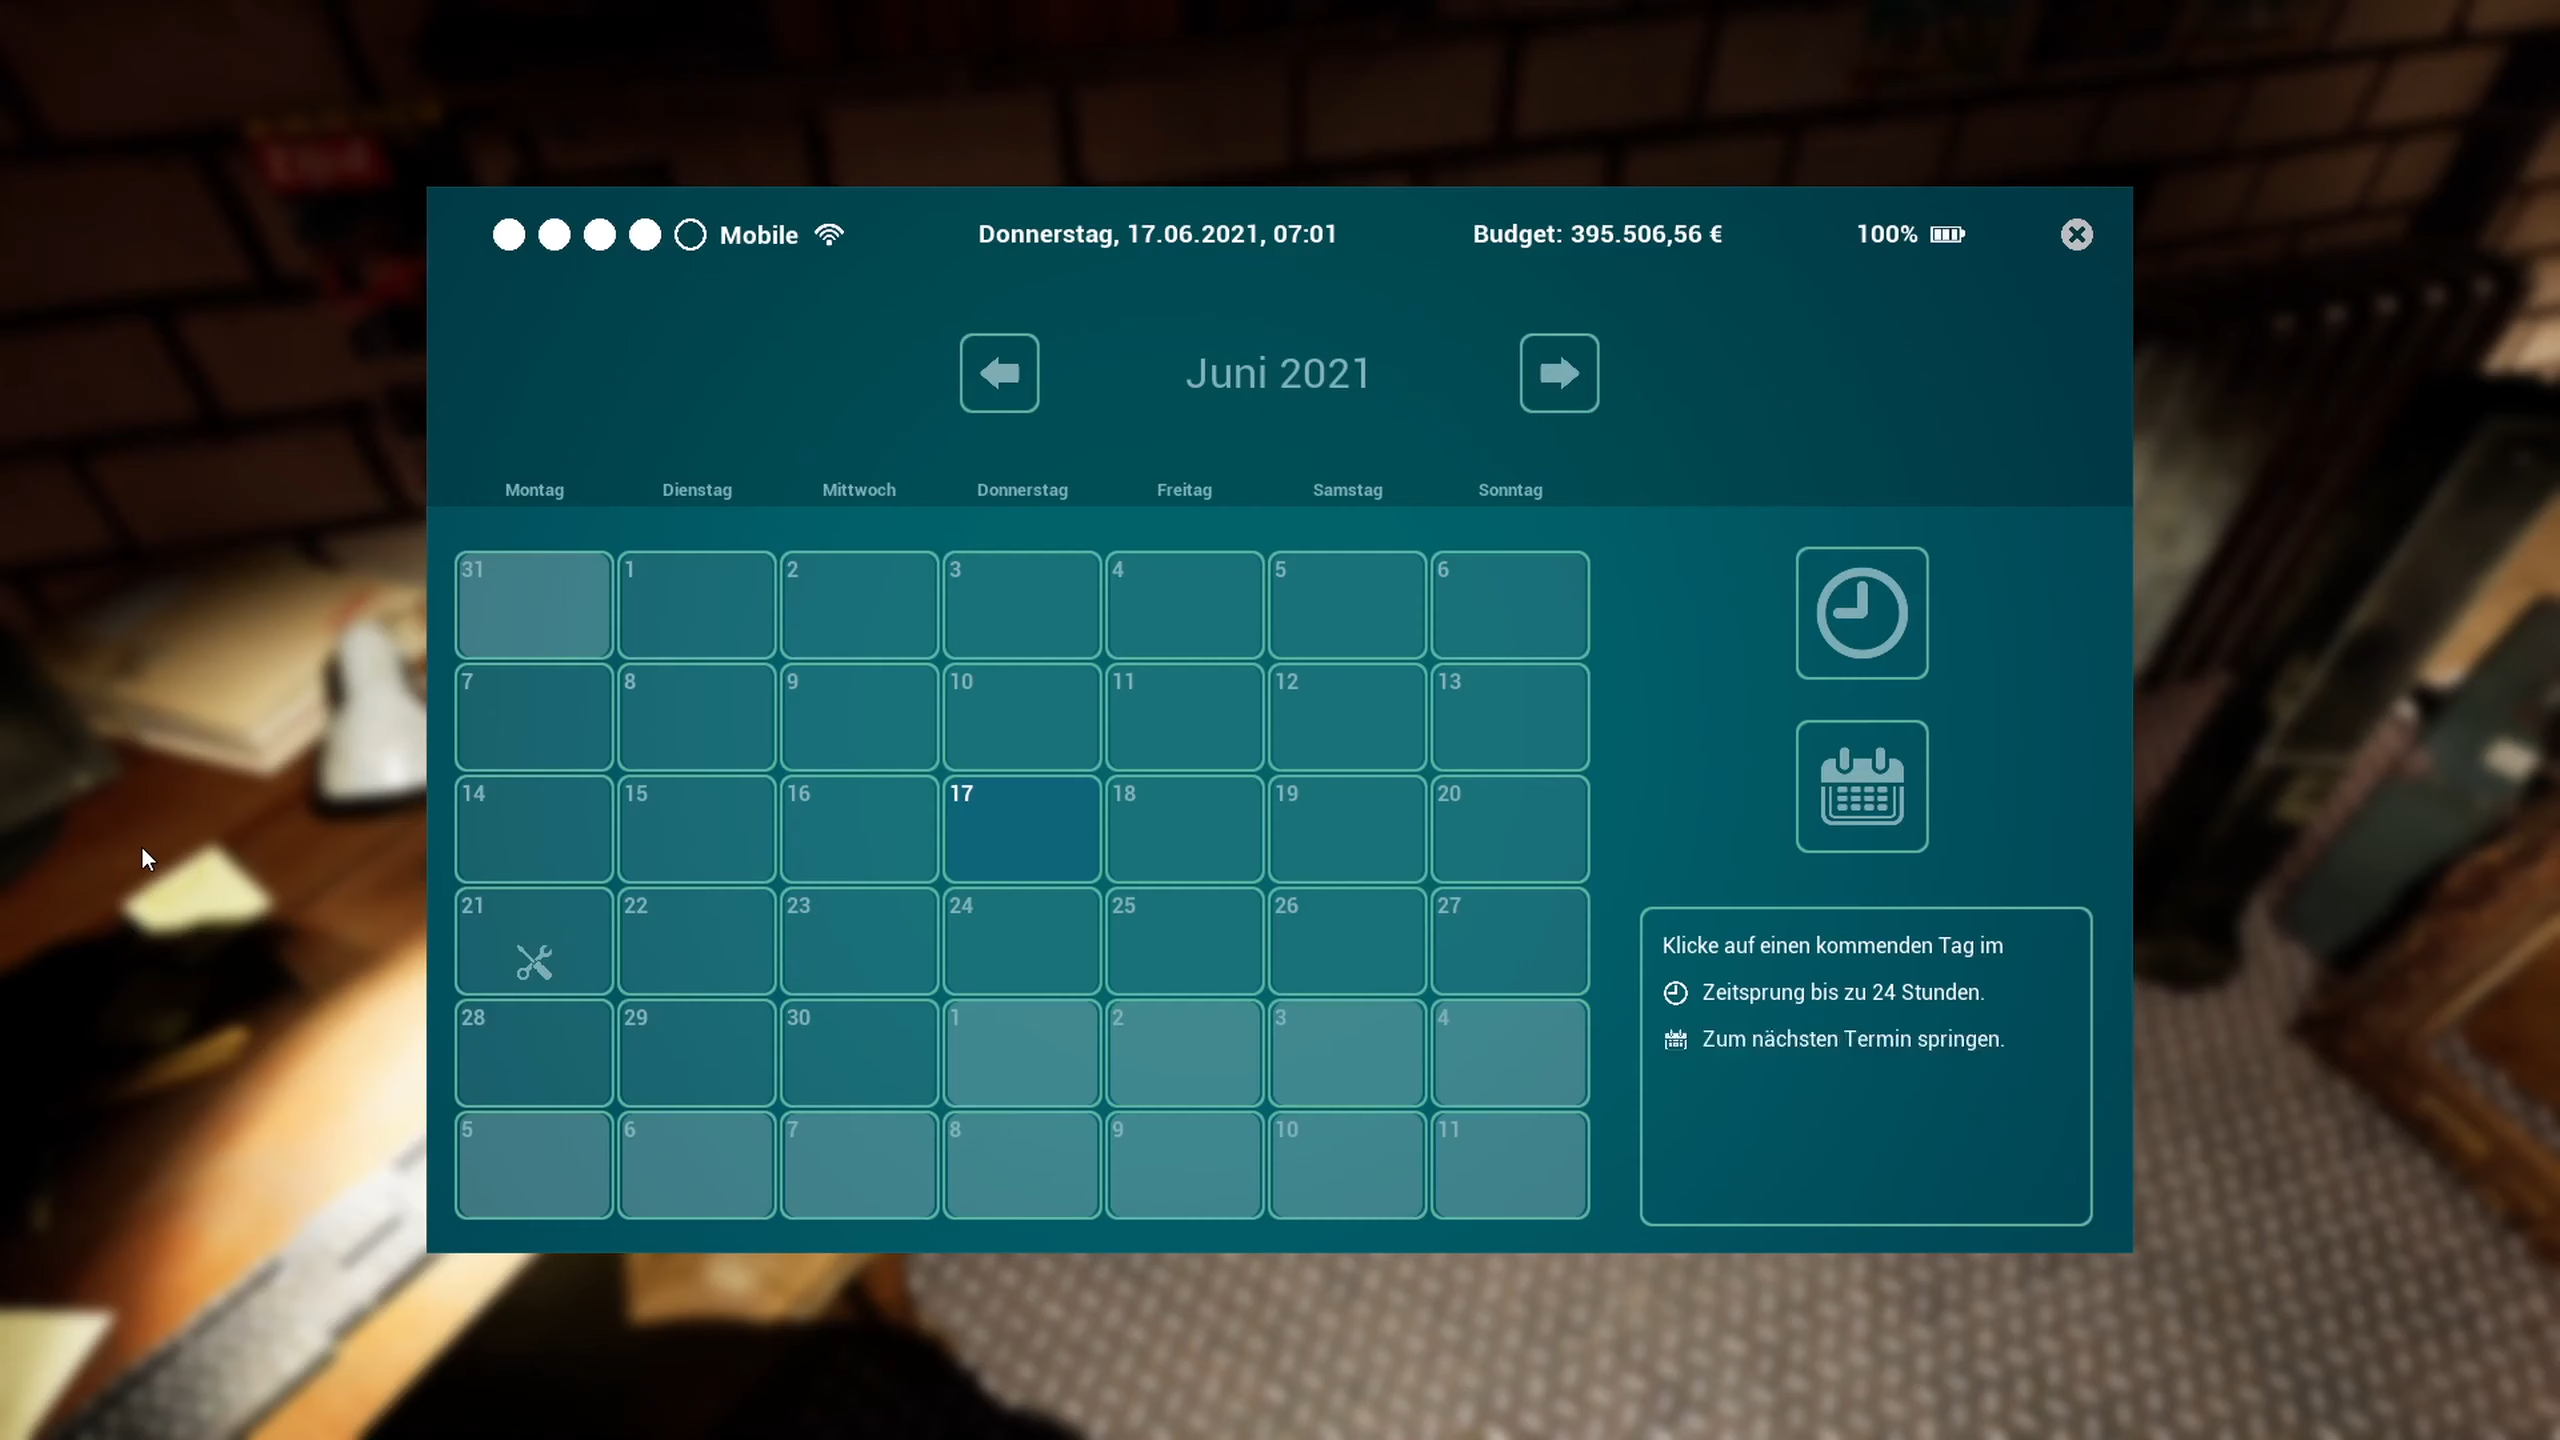 Mobile
Donnerstag, 17.06.2021, 07:01
Budget: 395.506,56 €
100%
Juni 2021
Montag Dienstag Mittwoch Donnerstag Freitag Samstag Sonntag
31 1 2 3 4 5 6
7 8 9 10 11 12 13
14 15 16 17 18 19 20
21 22 23 24 25 26 27
28 29 30 1 2 3 4
5 6 7 8 9 10 11
Klicke auf einen kommenden Tag im
Zeitsprung bis zu 24 Stunden.
Zum nächsten Termin springen.